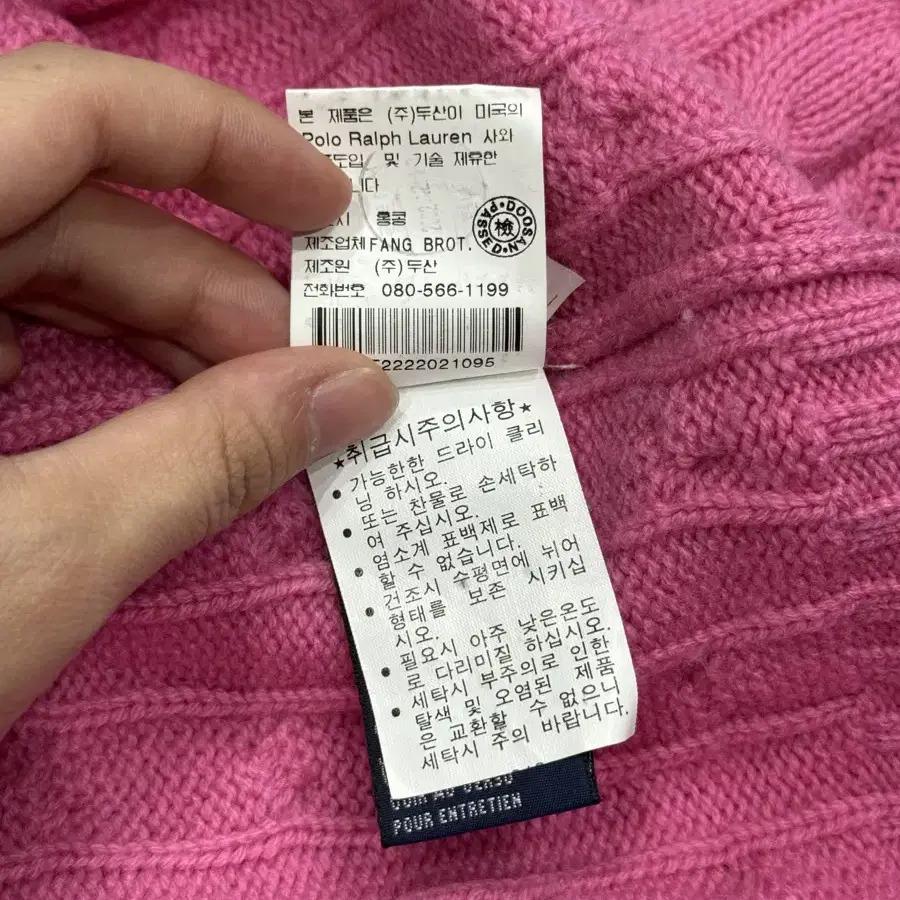 본 제품은 (주)두산이 미국의
Polo Ralph Lauren 사와
도입 및 기술 제휴한
니다
홍콩
제조업체 FANG BROT.
제조원 (주)두산
전화번호 080-566-1199
DOOSAN
檢
PASSED
2222021095
★취급시주의사항★
• 가능한한 드라이 클리
닝 하시오.
또는 찬물로 손세탁하
여 주십시오.
• 염소계 표백제로 표백
할 수 없습니다.
• 건조시 수평면에 뉘어
형태를 보존 시키십
시오.
• 필요시 아주 낮은온도
로 다리미질 하십시오.
• 세탁시 부주의로 인한
탈색 및 오염된 제품
은 교환할 수 없으니
세탁시 주의 바랍니다.
POUR ENTRETIEN